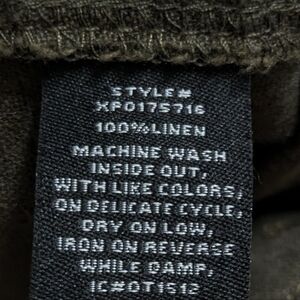 STYLE#
XP0175716
100%LINEN
MACHINE WASH
INSIDE OUT,
WITH LIKE COLORS,
ON DELICATE CYCLE,
DRY ON LOW,
IRON ON REVERSE
WHILE DAMP,
IC#OT1512